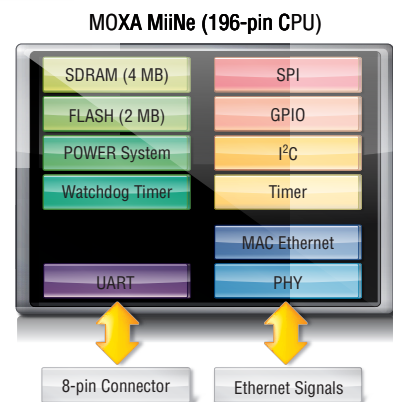 MOXA MiiNe (196-pin CPU)
SDRAM (4 MB)
FLASH (2 MB)
POWER System
Watchdog Timer
UART
SPI
GPIO
I²C
Timer
MAC Ethernet
PHY
8-pin Connector
Ethernet Signals